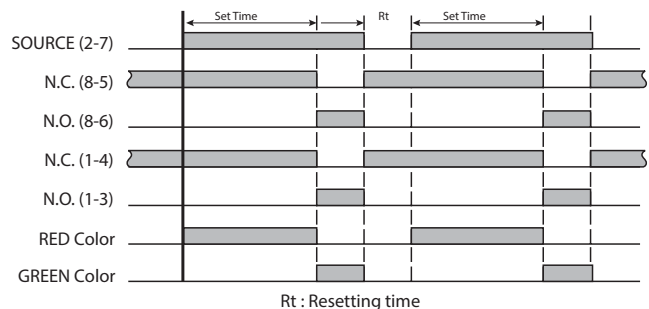 Set Time Rt Set Time
SOURCE (2-7)
N.C. (8-5)
N.O. (8-6)
N.C. (1-4)
N.O. (1-3)
RED Color
GREEN Color
Rt : Resetting time